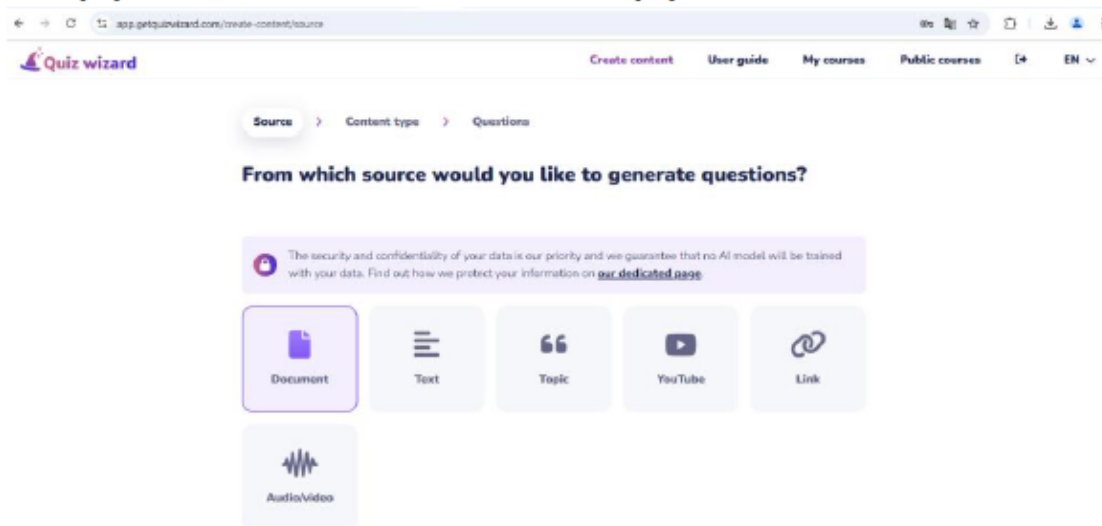 app.getquizwizard.com/create-content/source
Quiz wizard
Create content User guide My courses Public courses EN
Source > Content type > Questions
From which source would you like to generate questions?
The security and confidentiality of your data is our priority and we guarantee that no AI model will be trained
with your data. Find out how we protect your information on our dedicated page.
Document Text Topic YouTube Link
Audio/video